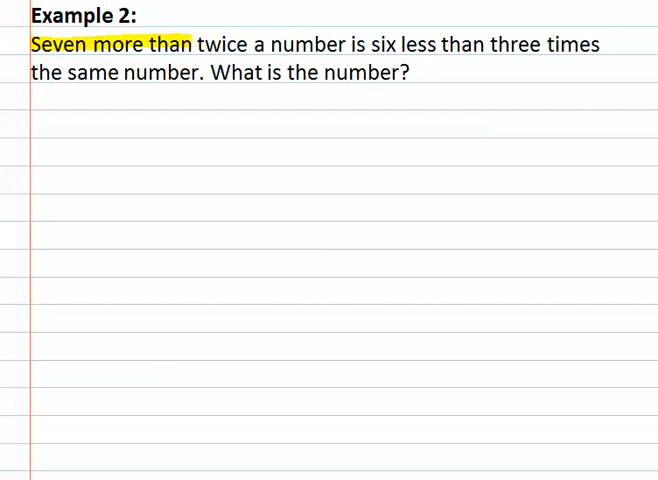 Example 2:
Seven more than twice a number is six less than three times
the same number. What is the number?